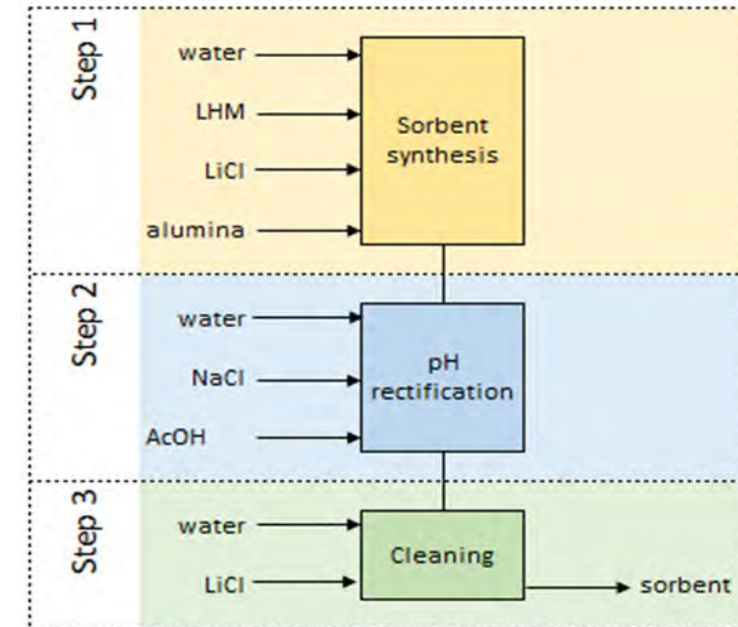 Step 1
water
LHM
LiCl
alumina
Sorbent
synthesis
Step 2
water
NaCl
AcOH
pH
rectification
Step 3
water
LiCl
Cleaning
sorbent